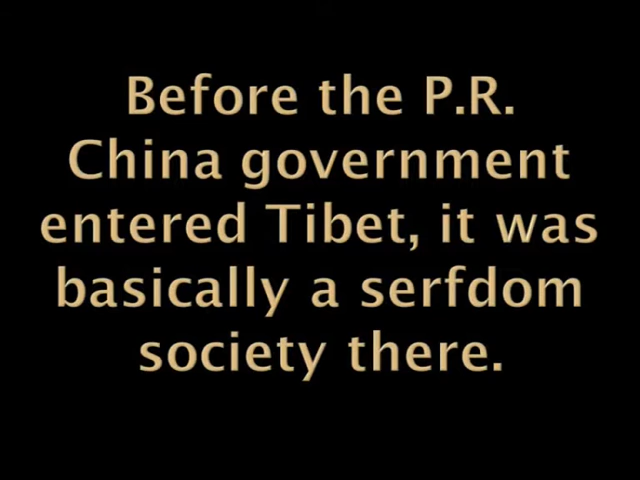 Before the P.R.
China government
entered Tibet, it was
basically a serfdom
society there.